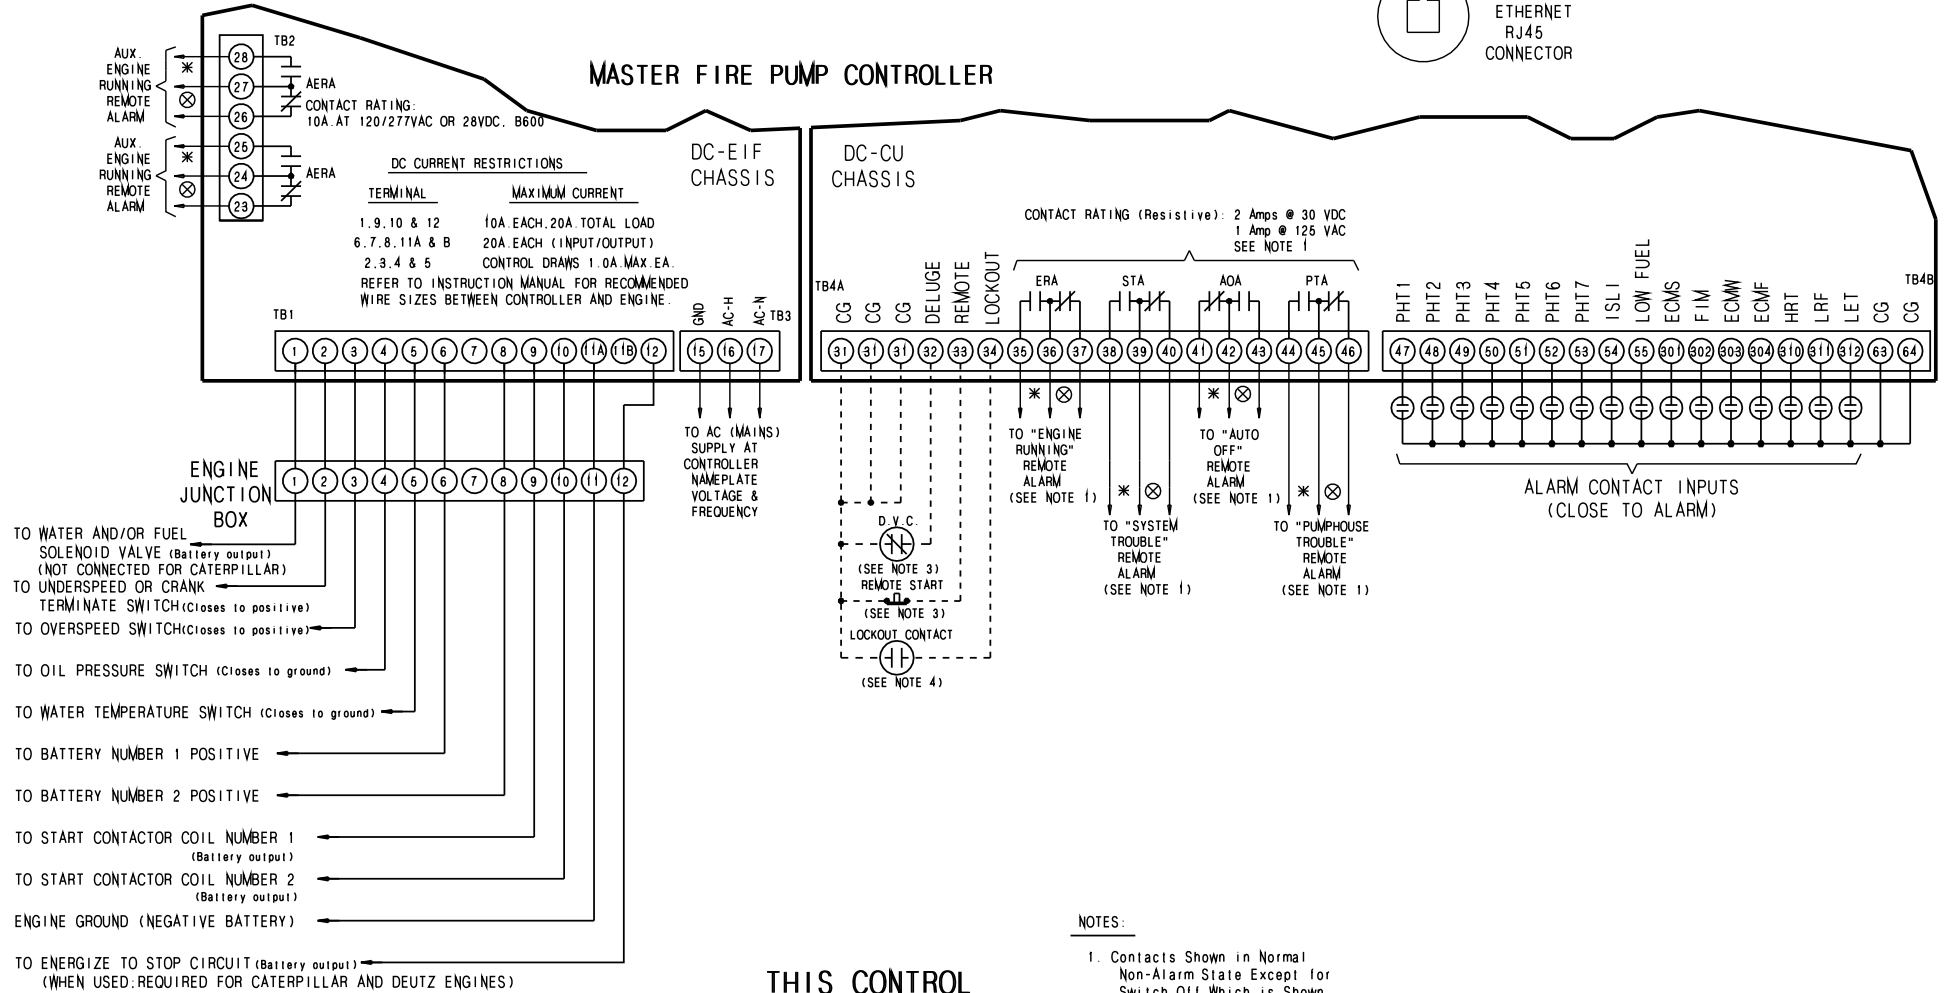 ETHERNET
RJ45
CONNECTOR
MASTER FIRE PUMP CONTROLLER
TB2
AUX.
ENGINE
RUNNING
REMOTE
ALARM
28
27
26
AERA
CONTACT RATING:
10A.AT 120/277VAC OR 28VDC, B600
AUX.
ENGINE
RUNNING
REMOTE
ALARM
25
24
23
AERA
DC CURRENT RESTRICTIONS
TERMINAL MAXIMUM CURRENT
1,9,10 & 12 10A.EACH,20A.TOTAL LOAD
6,7,8,11A & B 20A.EACH (INPUT/OUTPUT)
2,3,4 & 5 CONTROL DRAWS 1.0A.MAX.EA.
REFER TO INSTRUCTION MANUAL FOR RECOMMENDED
WIRE SIZES BETWEEN CONTROLLER AND ENGINE.
DC-EIF
CHASSIS
DC-CU
CHASSIS
TB1
1 2 3 4 5 6 7 8 9 10 11A 11B 12
GND AC-H AC-N
TB3
15 16 17
TO AC (MAINS)
SUPPLY AT
CONTROLLER
NAMEPLATE
VOLTAGE &
FREQUENCY
CONTACT RATING (Resistive): 2 Amps @ 30 VDC
1 Amp @ 125 VAC
SEE NOTE 1
TB4A
CG CG CG DELUGE REMOTE LOCKOUT
ERA STA AOA PTA
31 31 31 32 33 34 35 36 37 38 39 40 41 42 43 44 45 46
TB4B
PHT1 PHT2 PHT3 PHT4 PHT5 PHT6 PHT7 ISLI LOW FUEL ECMS FIM ECMW ECMF HRT LRF LET CG CG
47 48 49 50 51 52 53 54 55 301 302 303 304 310 311 312 63 64
ALARM CONTACT INPUTS
(CLOSE TO ALARM)
TO "ENGINE
RUNNING"
REMOTE
ALARM
(SEE NOTE 1)
TO "SYSTEM
TROUBLE"
REMOTE
ALARM
(SEE NOTE 1)
TO "AUTO
OFF"
REMOTE
ALARM
(SEE NOTE 1)
TO "PUMPHOUSE
TROUBLE"
REMOTE
ALARM
(SEE NOTE 1)
D.V.C.
(SEE NOTE 3)
REMOTE START
(SEE NOTE 3)
LOCKOUT CONTACT
(SEE NOTE 4)
ENGINE
JUNCTION
BOX
1 2 3 4 5 6 7 8 9 10 11 12
TO WATER AND/OR FUEL
SOLENOID VALVE (Battery output)
(NOT CONNECTED FOR CATERPILLAR)
TO UNDERSPEED OR CRANK
TERMINATE SWITCH(Closes to positive)
TO OVERSPEED SWITCH(Closes to positive)
TO OIL PRESSURE SWITCH (Closes to ground)
TO WATER TEMPERATURE SWITCH (Closes to ground)
TO BATTERY NUMBER 1 POSITIVE
TO BATTERY NUMBER 2 POSITIVE
TO START CONTACTOR COIL NUMBER 1
(Battery output)
TO START CONTACTOR COIL NUMBER 2
(Battery output)
ENGINE GROUND (NEGATIVE BATTERY)
TO ENERGIZE TO STOP CIRCUIT(Battery output)
(WHEN USED:REQUIRED FOR CATERPILLAR AND DEUTZ ENGINES)
THIS CONTROL
NOTES:
1. Contacts Shown in Normal
Non-Alarm State Except for
Switch Off Which is Shown